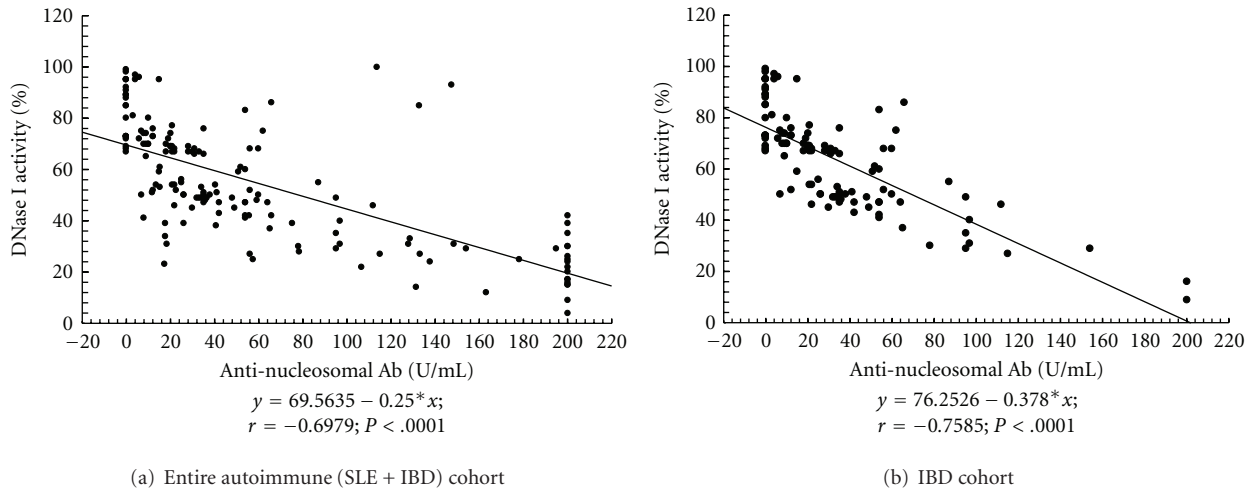 120
100
80
60
40
20
0
DNase I activity (%)
−20 0 20 40 60 80 100 120 140 160 180 200 220
Anti-nucleosomal Ab (U/mL)
y = 69.5635 − 0.25* x;
r = −0.6979; P < .0001
(a) Entire autoimmune (SLE + IBD) cohort
120
100
80
60
40
20
0
DNase I activity (%)
−20 0 20 40 60 80 100 120 140 160 180 200 220
Anti-nucleosomal Ab (U/mL)
y = 76.2526 − 0.378* x;
r = −0.7585; P < .0001
(b) IBD cohort